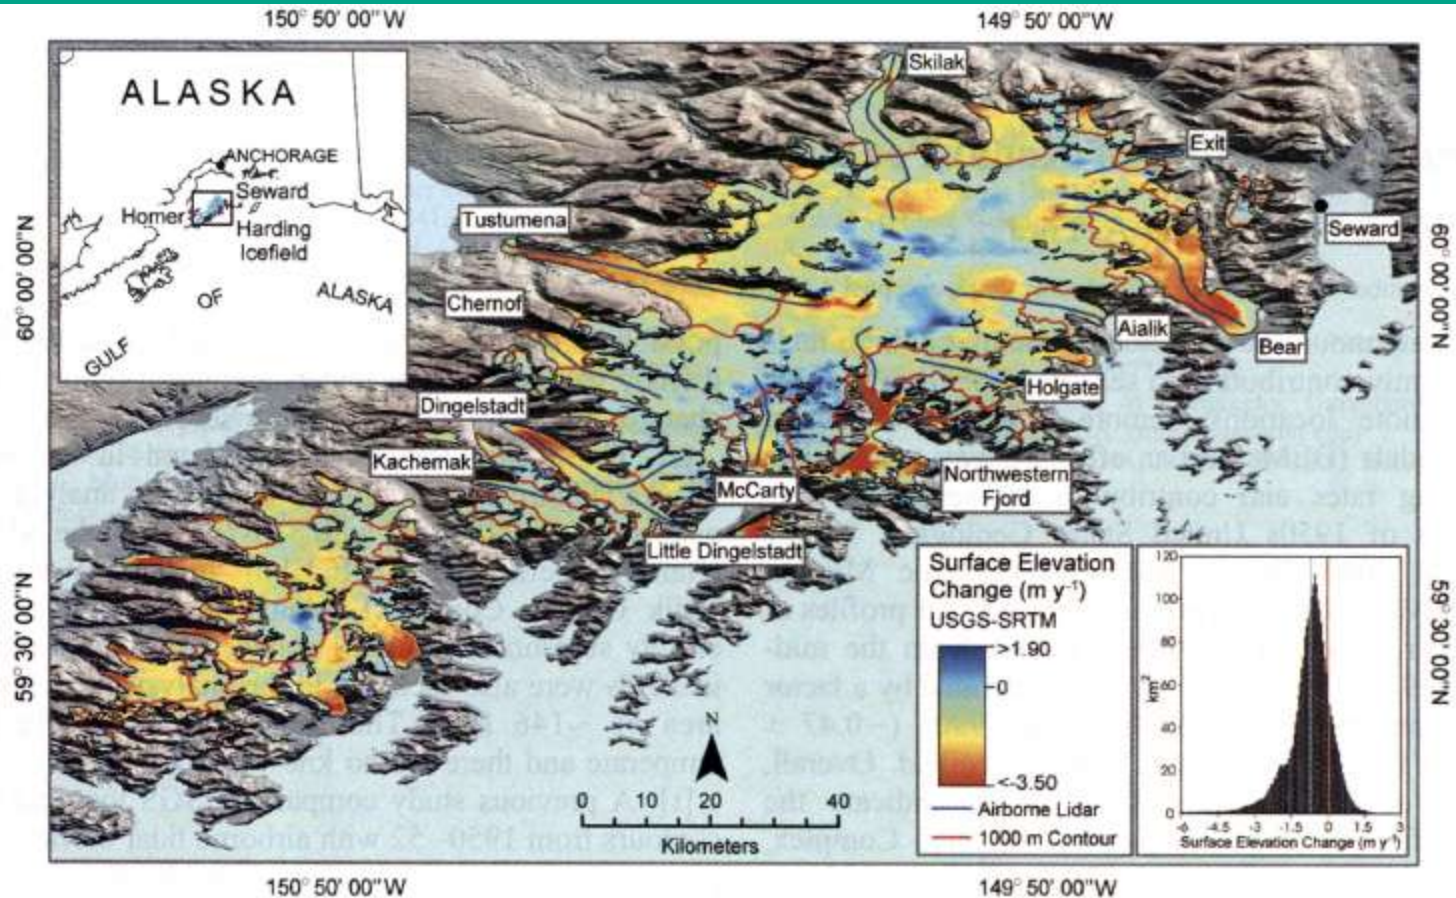 150° 50' 00"W
149° 50' 00"W
ALASKA
ANCHORAGE
Seward
Homer
Harding
Icefield
GULF
OF
ALASKA
Skilak
Exit
Tustumena
Seward
Chernof
Aialik
Bear
Holgate
Dingelstadt
Kachemak
McCarty
Northwestern
Fjord
Little Dingelstadt
60° 00' 00"N
60° 00' 00"N
59° 30' 00"N
59° 30' 00"N
Surface Elevation
Change (m y⁻¹)
USGS-SRTM
>1.90
0
<-3.50
Airborne Lidar
1000 m Contour
N
0 10 20 40
Kilometers
120
100
80
60
40
20
0
km²
-6 -4.5 -3 -1.5 0 1.5 3
Surface Elevation Change (m y⁻¹)
150° 50' 00"W
149° 50' 00"W